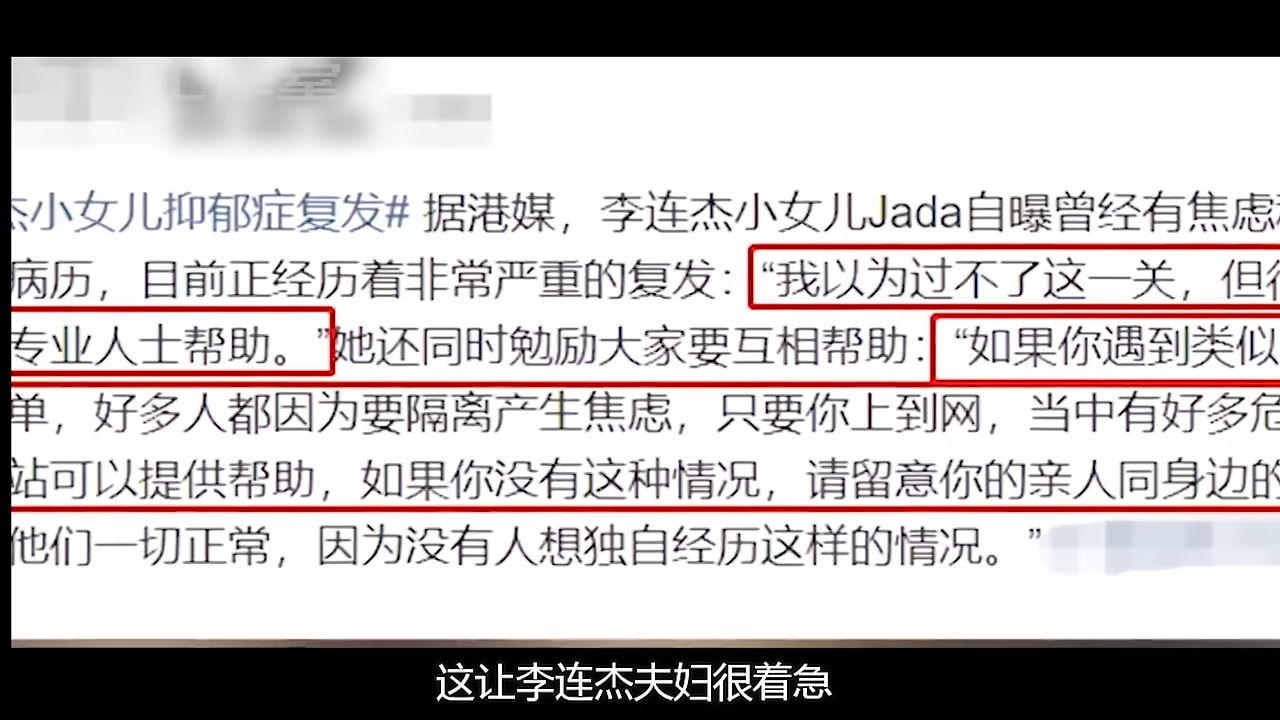 杰小女儿抑郁症复发# 据港媒，李连杰小女儿Jada自曝曾经有焦虑
病历，目前正经历着非常严重的复发：“我以为过不了这一关，但
专业人士帮助。”她还同时勉励大家要互相帮助：“如果你遇到类似
单，好多人都因为要隔离产生焦虑，只要你上到网，当中有好多危
站可以提供帮助，如果你没有这种情况，请留意你的亲人同身边的
他们一切正常，因为没有人想独自经历这样的情况。”
这让李连杰夫妇很着急